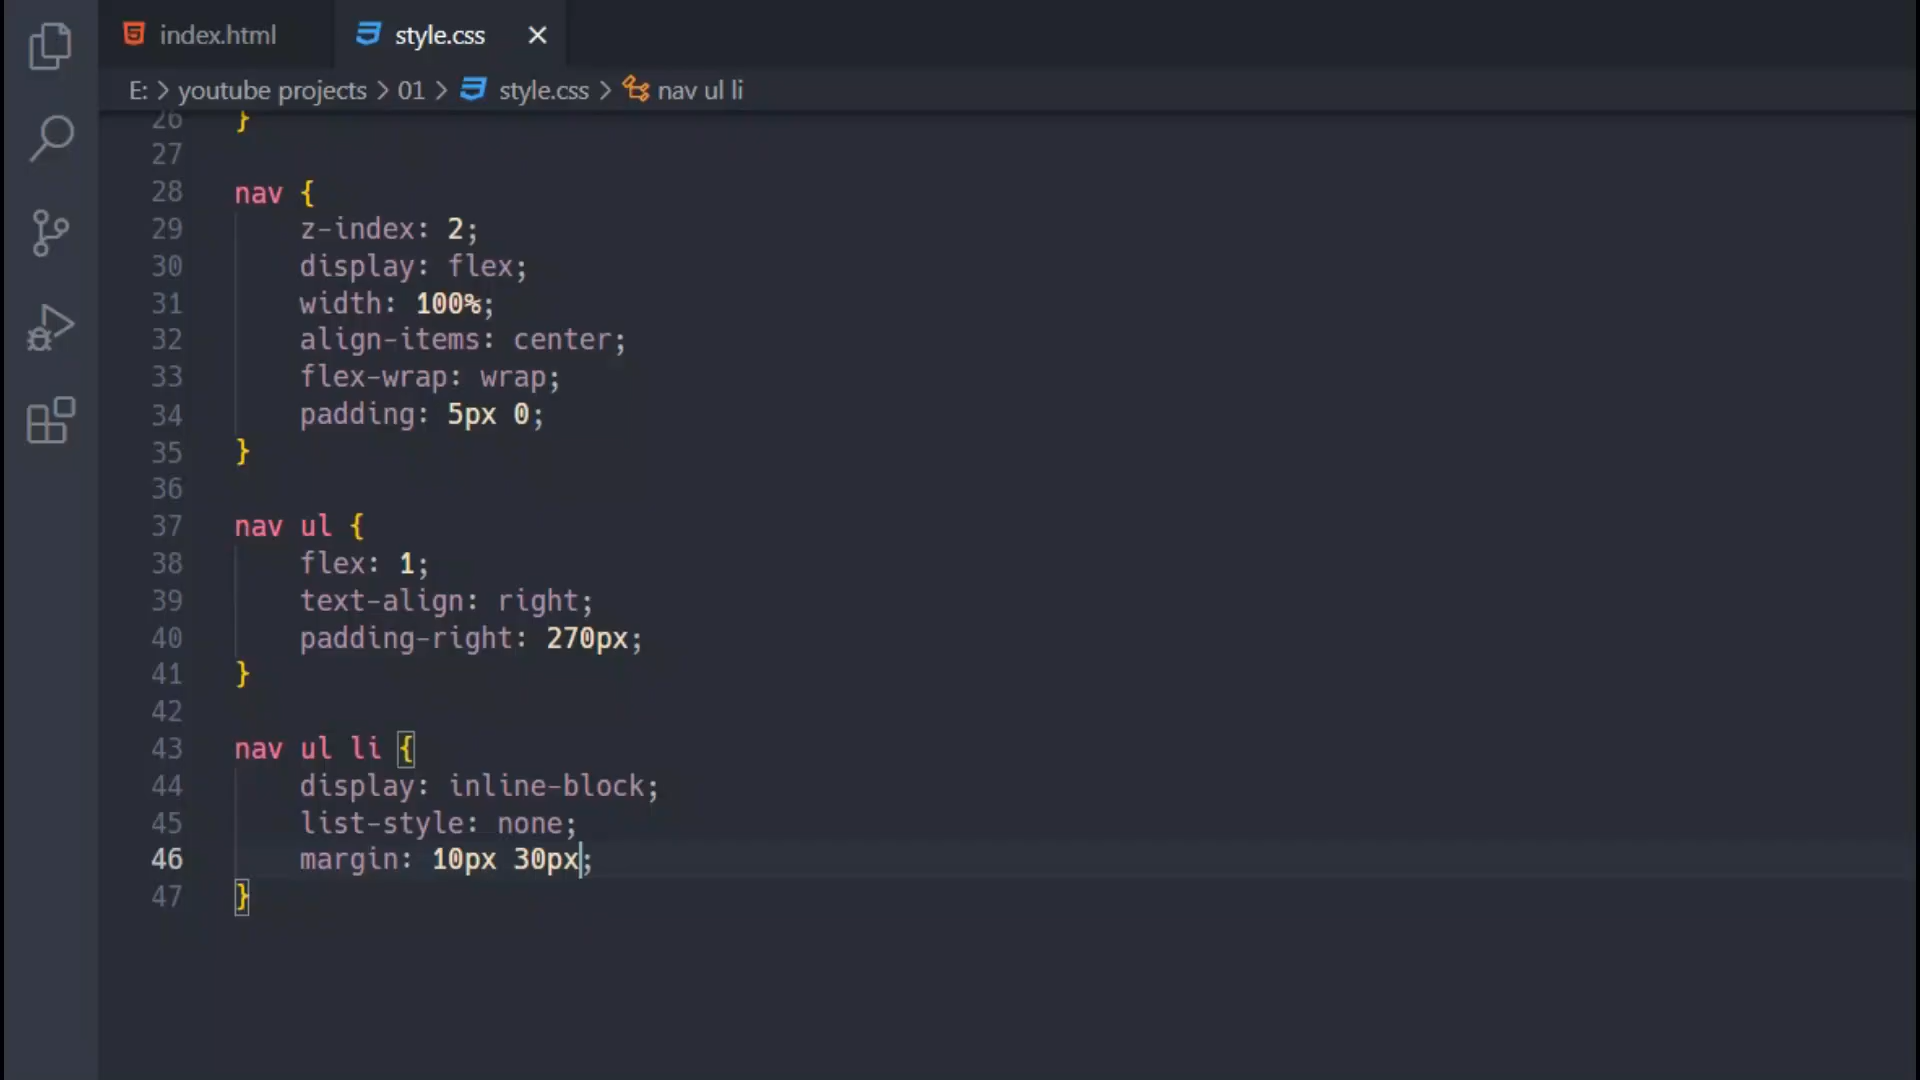 index.html style.css
E: > youtube projects > 01 > style.css > nav ul li
26 }
27
28 nav {
29 z-index: 2;
30 display: flex;
31 width: 100%;
32 align-items: center;
33 flex-wrap: wrap;
34 padding: 5px 0;
35 }
36
37 nav ul {
38 flex: 1;
39 text-align: right;
40 padding-right: 270px;
41 }
42
43 nav ul li {
44 display: inline-block;
45 list-style: none;
46 margin: 10px 30px;
47 }